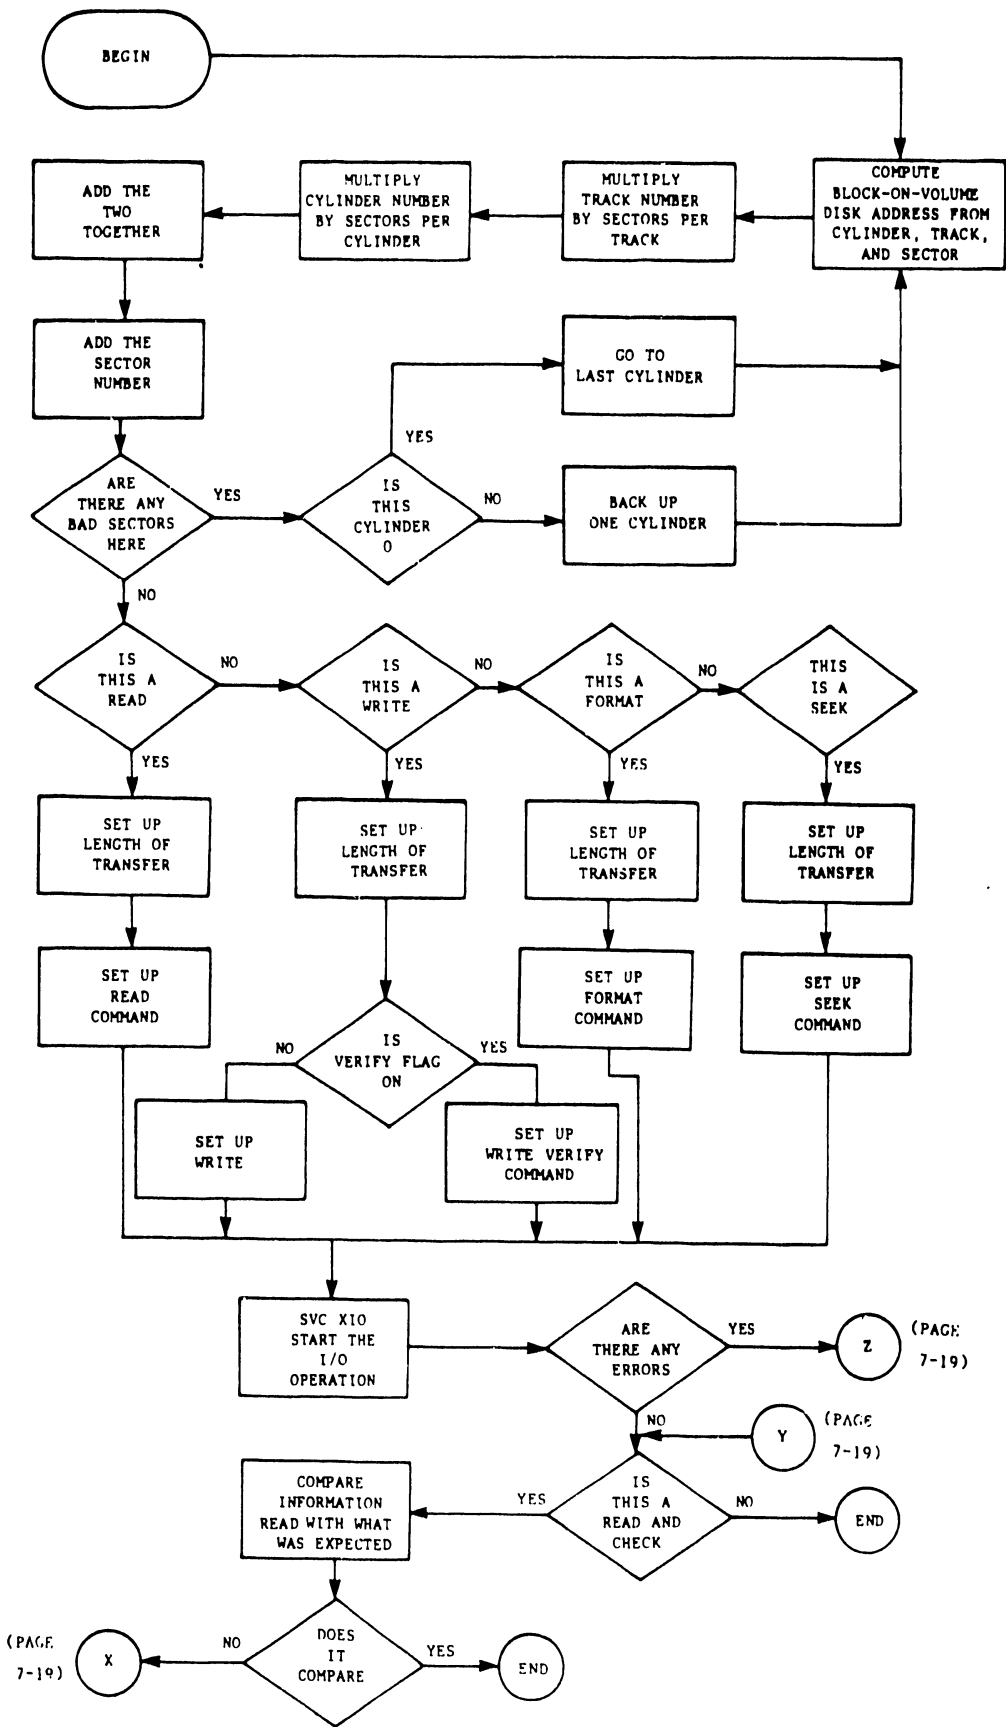 BEGIN
ADD THE
TWO
TOGETHER
MULTIPLY
CYLINDER NUMBER
BY SECTORS PER
CYLINDER
MULTIPLY
TRACK NUMBER
BY SECTORS PER
TRACK
COMPUTE
BLOCK-ON-VOLUME
DISK ADDRESS FROM
CYLINDER, TRACK,
AND SECTOR
ADD THE
SECTOR
NUMBER
GO TO
LAST CYLINDER
YES
ARE
THERE ANY
BAD SECTORS
HERE
YES
IS
THIS
CYLINDER
0
NO
BACK UP
ONE CYLINDER
NO
IS
THIS A
READ
NO
IS
THIS A
WRITE
NO
IS
THIS A
FORMAT
NO
THIS
IS A
SEEK
YES
YES
YES
YES
SET UP
LENGTH OF
TRANSFER
SET UP
LENGTH OF
TRANSFER
SET UP
LENGTH OF
TRANSFER
SET UP
LENGTH OF
TRANSFER
SET UP
READ
COMMAND
SET UP
FORMAT
COMMAND
SET UP
SEEK
COMMAND
NO
IS
VERIFY FLAG
ON
YES
SET UP
WRITE
SET UP
WRITE VERIFY
COMMAND
SVC XIO
START THE
I/O
OPERATION
ARE
THERE ANY
ERRORS
YES
Z
(PAGE
7-19)
NO
Y
(PAGE
7-19)
COMPARE
INFORMATION
READ WITH WHAT
WAS EXPECTED
YES
IS
THIS A
READ AND
CHECK
NO
END
(PAGE
7-19)
X
NO
DOES
IT
COMPARE
YES
END